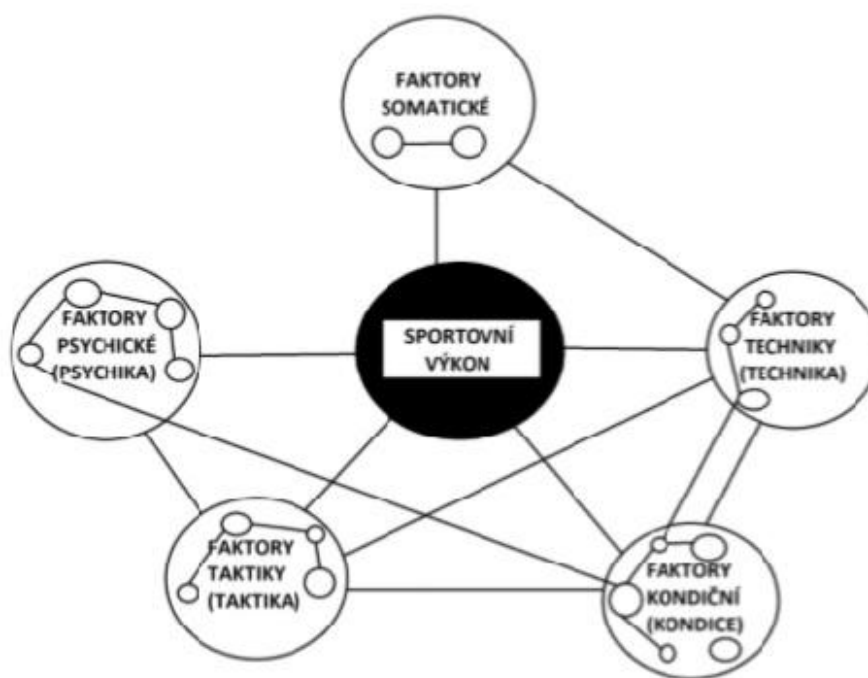 FAKTORY
SOMATICKÉ
SPORTOVNÍ
VÝKON
FAKTORY
PSYCHICKÉ
(PSYCHIKA)
FAKTORY
TECHNIKY
(TECHNIKA)
FAKTORY
TAKTIKY
(TAKTIKA)
FAKTORY
KONDIČNÍ
(KONDICE)